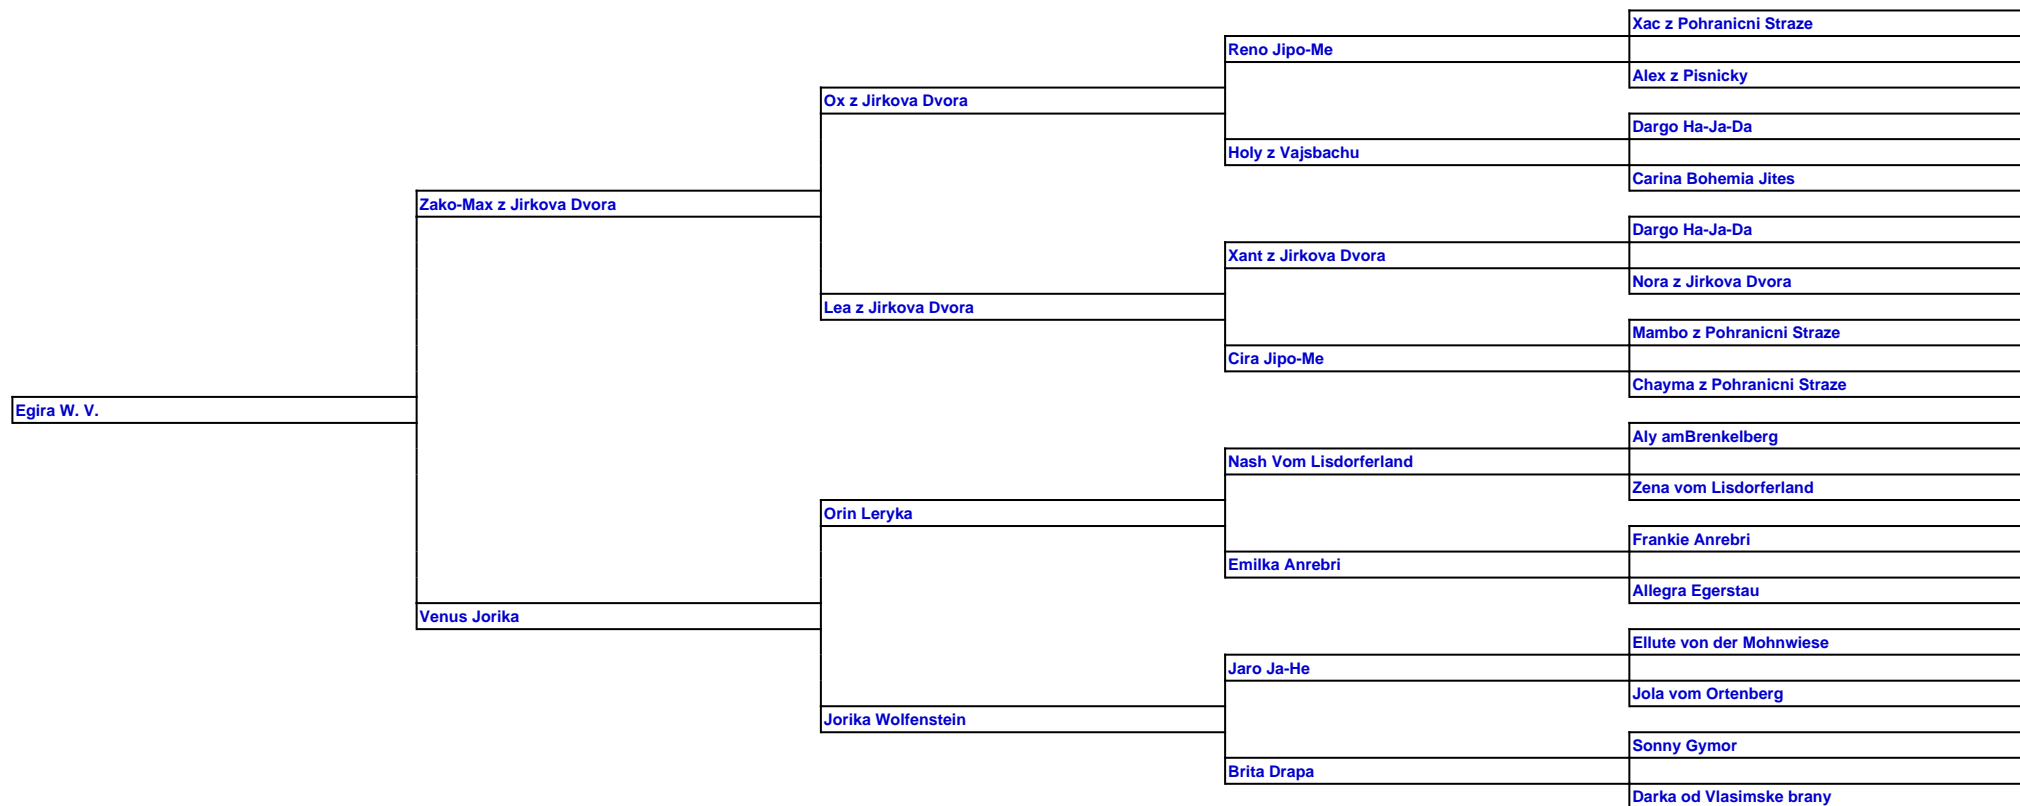 Xac z Pohranicni Straze
Reno Jipo-Me
Alex z Pisnicky
Ox z Jirkova Dvora
Dargo Ha-Ja-Da
Holy z Vajsbachu
Carina Bohemia Jites
Zako-Max z Jirkova Dvora
Dargo Ha-Ja-Da
Xant z Jirkova Dvora
Nora z Jirkova Dvora
Lea z Jirkova Dvora
Mambo z Pohranicni Straze
Cira Jipo-Me
Chayma z Pohranicni Straze
Egira W. V.
Aly amBrenkelberg
Nash Vom Lisdorferland
Zena vom Lisdorferland
Orin Leryka
Frankie Anrebri
Emilka Anrebri
Allegra Egerstau
Venus Jorika
Ellute von der Mohnwiese
Jaro Ja-He
Jola vom Ortenberg
Jorika Wolfenstein
Sonny Gymor
Brita Drapa
Darka od Vlasimske brany